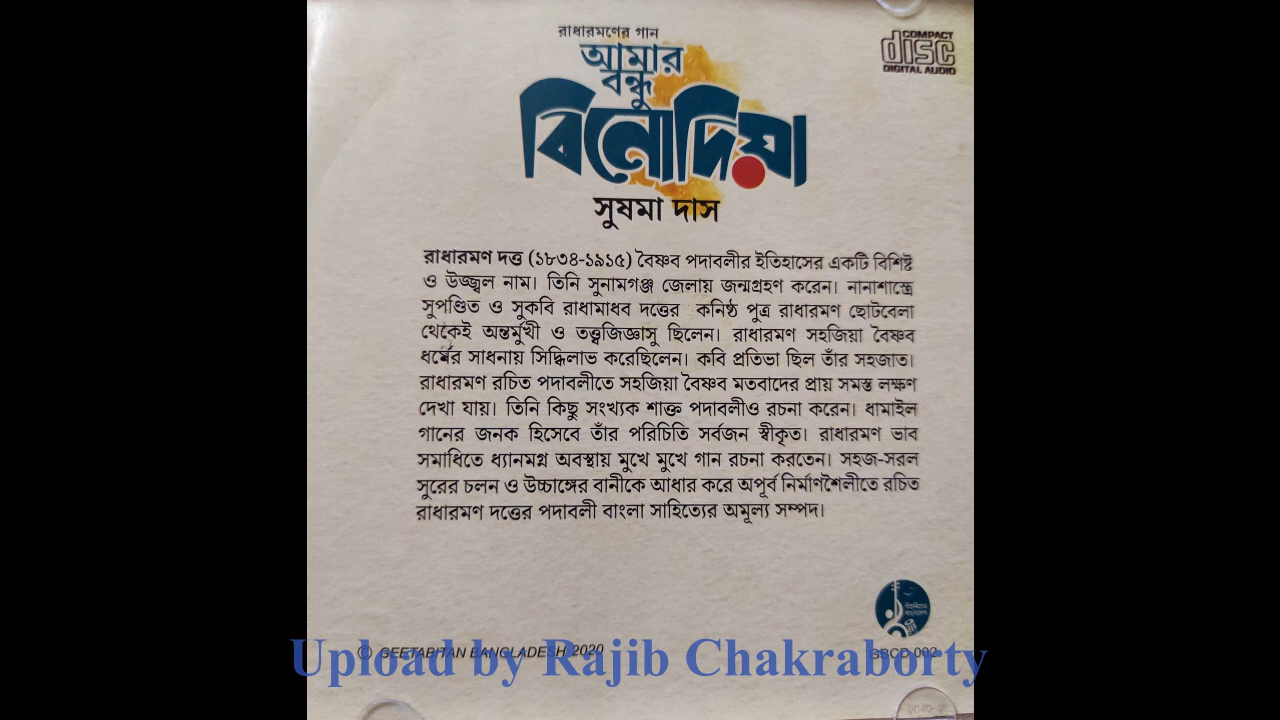 রাধারমণের গান
আমার
বন্ধু
বিনোদিয়া
সুষমা দাস
COMPACT
disc
DIGITAL AUDIO
রাধারমণ দত্ত (১৮৩৪-১৯১৫) বৈষ্ণব পদাবলীর ইতিহাসের একটি বিশিষ্ট
ও উজ্জ্বল নাম। তিনি সুনামগঞ্জ জেলায় জন্মগ্রহণ করেন। নানাশাস্ত্রে
সুপণ্ডিত ও সুকবি রাধামাধব দত্তের কনিষ্ঠ পুত্র রাধারমণ ছোটবেলা
থেকেই অন্তর্মুখী ও তত্ত্বজিজ্ঞাসু ছিলেন। রাধারমণ সহজিয়া বৈষ্ণব
ধর্মের সাধনায় সিদ্ধিলাভ করেছিলেন। কবি প্রতিভা ছিল তাঁর সহজাত।
রাধারমণ রচিত পদাবলীতে সহজিয়া বৈষ্ণব মতবাদের প্রায় সমস্ত লক্ষণ
দেখা যায়। তিনি কিছু সংখ্যক শাক্ত পদাবলীও রচনা করেন। ধামাইল
গানের জনক হিসেবে তাঁর পরিচিতি সর্বজন স্বীকৃত। রাধারমণ ভাব
সমাধিতে ধ্যানমগ্ন অবস্থায় মুখে মুখে গান রচনা করতেন। সহজ-সরল
সুরের চলন ও উচ্চাঙ্গের বানীকে আধার করে অপূর্ব নির্মাণশৈলীতে রচিত
রাধারমণ দত্তের পদাবলী বাংলা সাহিত্যের অমূল্য সম্পদ।
গীতবিতান
বাংলাদেশ
© GEETABITAN BANGLADESH 2020
GBCD 002
Upload by Rajib Chakraborty